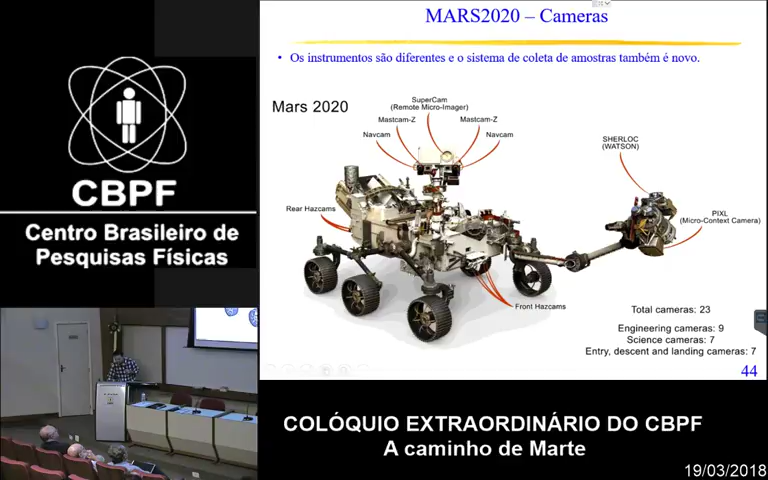 MARS2020 – Cameras
• Os instrumentos são diferentes e o sistema de coleta de amostras também é novo.
Mars 2020
SuperCam
(Remote Micro-Imager)
Mastcam-Z
Mastcam-Z
Navcam
Navcam
SHERLOC
(WATSON)
Rear Hazcams
PIXL
(Micro-Context Camera)
Front Hazcams
Total cameras: 23
Engineering cameras: 9
Science cameras: 7
Entry, descent and landing cameras: 7
44
CBPF
Centro Brasileiro de
Pesquisas Físicas
COLÓQUIO EXTRAORDINÁRIO DO CBPF
A caminho de Marte
19/03/2018